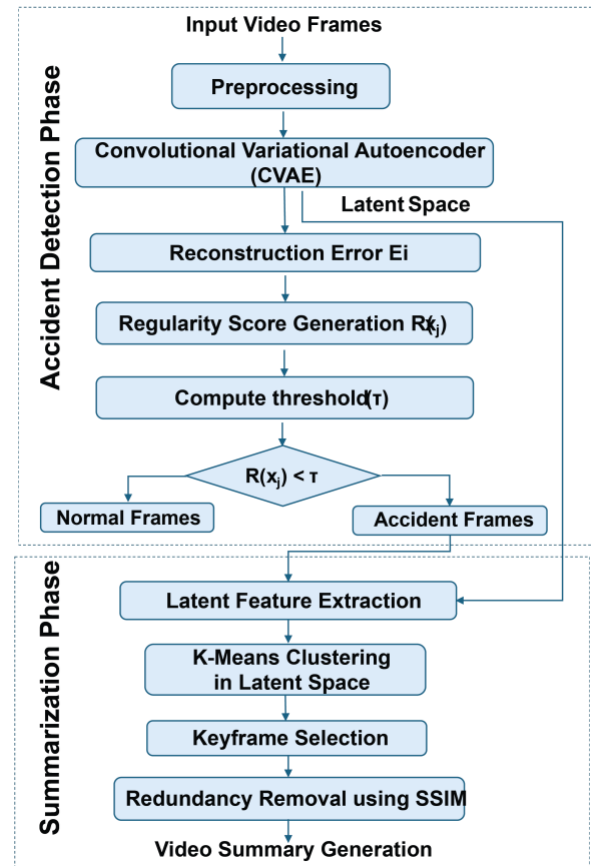 Input Video Frames
Preprocessing
Convolutional Variational Autoencoder
(CVAE)
Latent Space
Reconstruction Error Ei
Regularity Score Generation R(xj)
Compute threshold(τ)
R(xj) < τ
Normal Frames
Accident Frames
Accident Detection Phase
Latent Feature Extraction
K-Means Clustering
in Latent Space
Keyframe Selection
Redundancy Removal using SSIM
Video Summary Generation
Summarization Phase